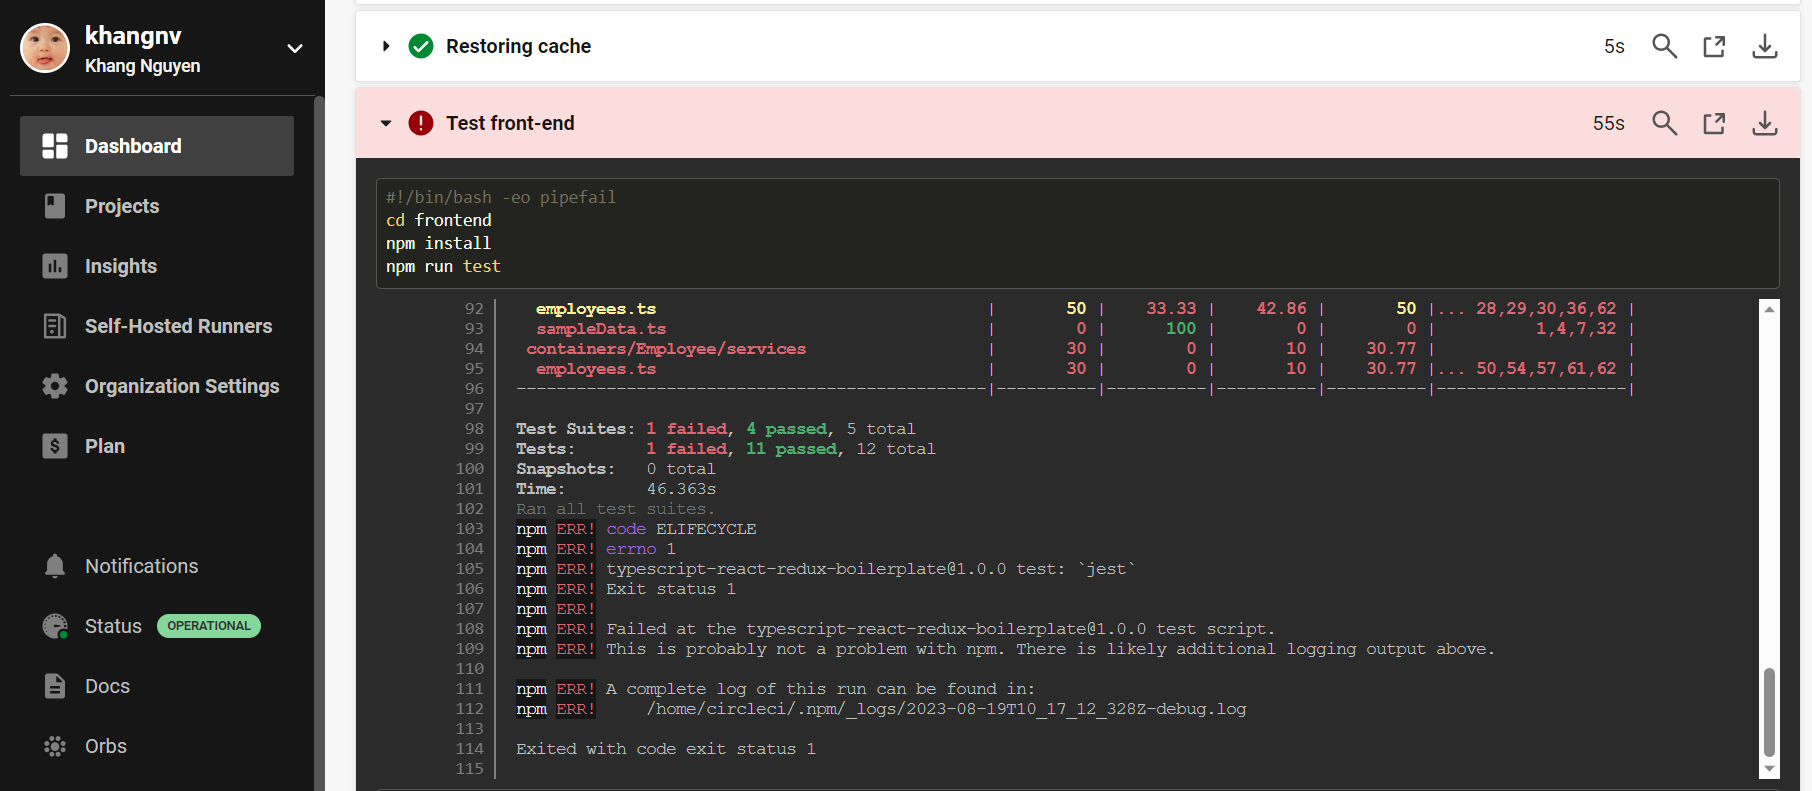 khangnv
Khang Nguyen
Dashboard
Projects
Insights
Self-Hosted Runners
Organization Settings
Plan
Notifications
Status OPERATIONAL
Docs
Orbs
Restoring cache 5s
Test front-end 55s
#!/bin/bash -eo pipefail
cd frontend
npm install
npm run test
92 employees.ts | 50 | 33.33 | 42.86 | 50 |... 28,29,30,36,62 |
93 sampleData.ts | 0 | 100 | 0 | 0 | 1,4,7,32 |
94 containers/Employee/services | 30 | 0 | 10 | 30.77 | |
95 employees.ts | 30 | 0 | 10 | 30.77 |... 50,54,57,61,62 |
96 -----------------------------------------------|----------|----------|----------|----------|-------------------|
97
98 Test Suites: 1 failed, 4 passed, 5 total
99 Tests: 1 failed, 11 passed, 12 total
100 Snapshots: 0 total
101 Time: 46.363s
102 Ran all test suites.
103 npm ERR! code ELIFECYCLE
104 npm ERR! errno 1
105 npm ERR! typescript-react-redux-boilerplate@1.0.0 test: `jest`
106 npm ERR! Exit status 1
107 npm ERR!
108 npm ERR! Failed at the typescript-react-redux-boilerplate@1.0.0 test script.
109 npm ERR! This is probably not a problem with npm. There is likely additional logging output above.
110
111 npm ERR! A complete log of this run can be found in:
112 npm ERR! /home/circleci/.npm/_logs/2023-08-19T10_17_12_328Z-debug.log
113
114 Exited with code exit status 1
115